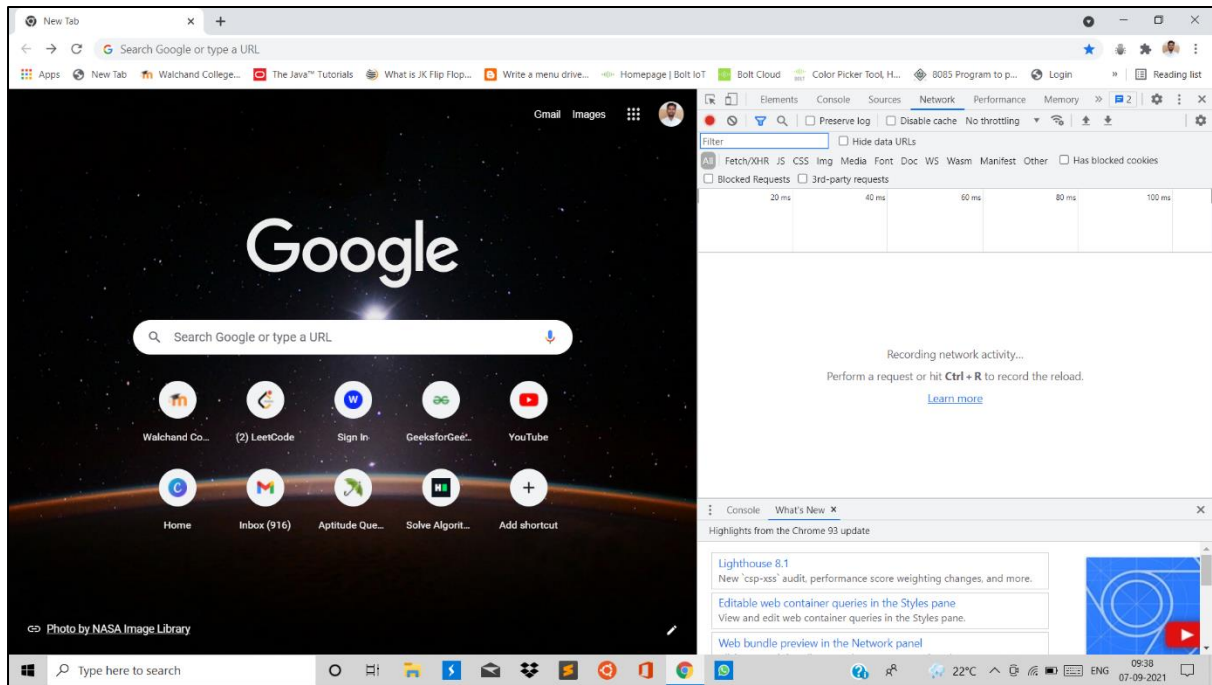 New Tab
Search Google or type a URL
Apps New Tab Walchand College... The Java™ Tutorials What is JK Flip Flop... Write a menu drive... Homepage | Bolt IoT Bolt Cloud Color Picker Tool, H... 8085 Program to p... Login » Reading list
Gmail Images
Google
Search Google or type a URL
Walchand Co... (2) LeetCode Sign In GeeksforGee... YouTube
Home Inbox (916) Aptitude Que... Solve Algorit... Add shortcut
Photo by NASA Image Library
Elements Console Sources Network Performance Memory » 2
Preserve log Disable cache No throttling
Filter Hide data URLs
All Fetch/XHR JS CSS Img Media Font Doc WS Wasm Manifest Other Has blocked cookies
Blocked Requests 3rd-party requests
20 ms 40 ms 60 ms 80 ms 100 ms
Recording network activity...
Perform a request or hit Ctrl + R to record the reload.
Learn more
Console What's New
Highlights from the Chrome 93 update
Lighthouse 8.1
New `csp-xss` audit, performance score weighting changes, and more.
Editable web container queries in the Styles pane
View and edit web container queries in the Styles pane.
Web bundle preview in the Network panel
Type here to search
22°C ENG 09:38
07-09-2021